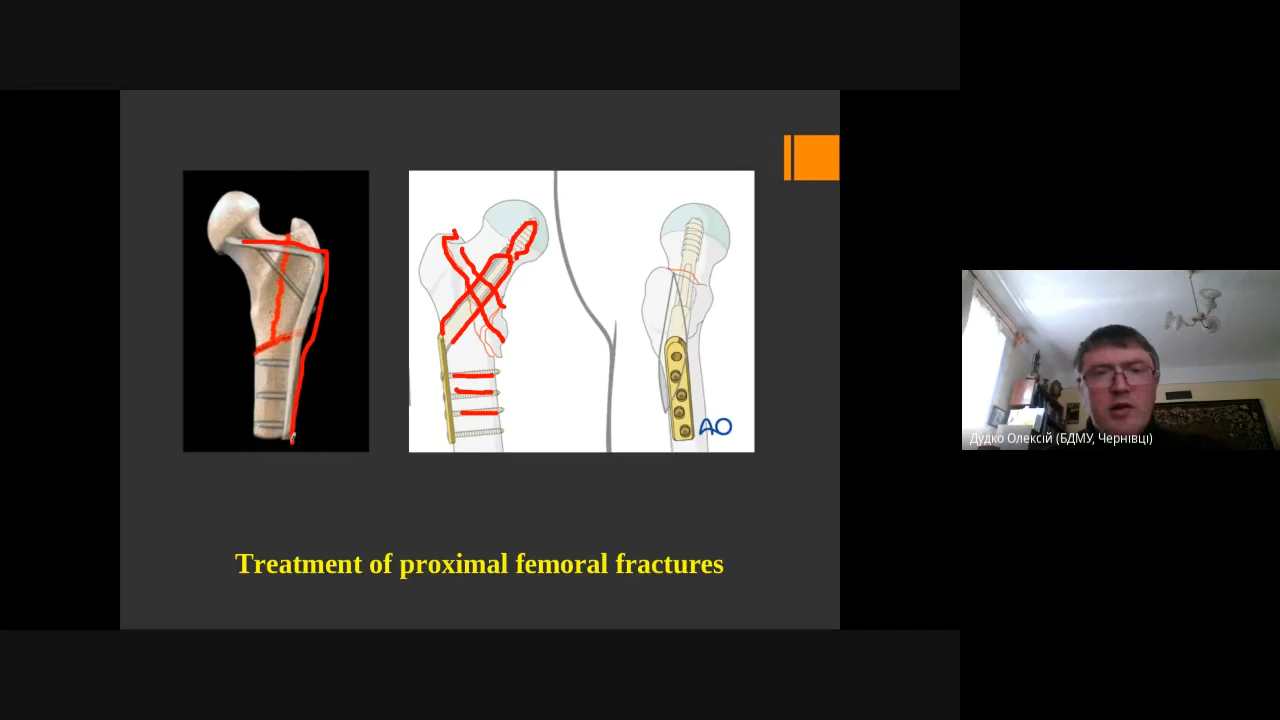 AO
Treatment of proximal femoral fractures
Дудко Олексій (БДМУ, Чернівці)